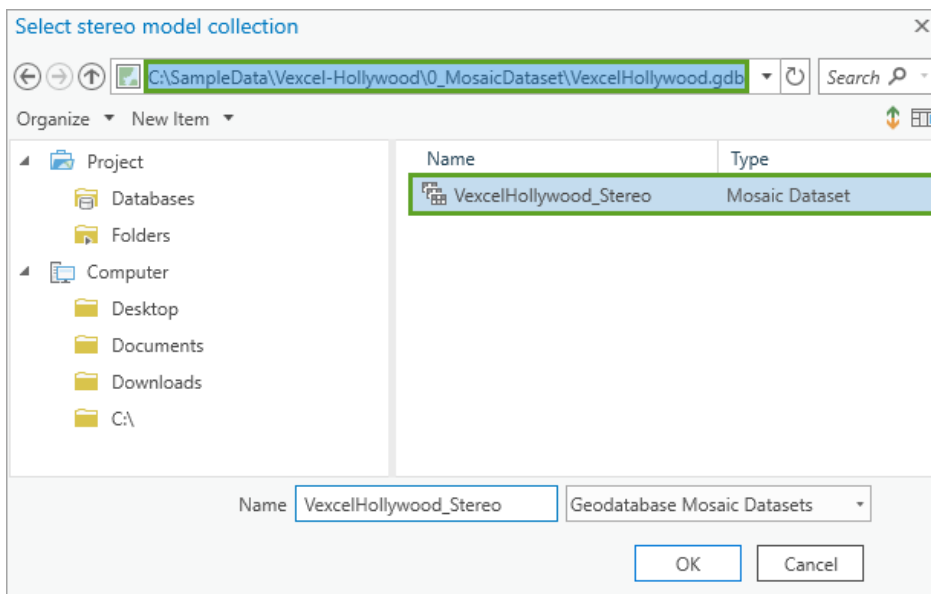 Select stereo model collection
C:\SampleData\Vexcel-Hollywood\0_MosaicDataset\VexcelHollywood.gdb Search
Organize New Item
Project
Databases
Folders
Computer
Desktop
Documents
Downloads
C:\
Name Type
VexcelHollywood_Stereo Mosaic Dataset
Name VexcelHollywood_Stereo Geodatabase Mosaic Datasets
OK Cancel